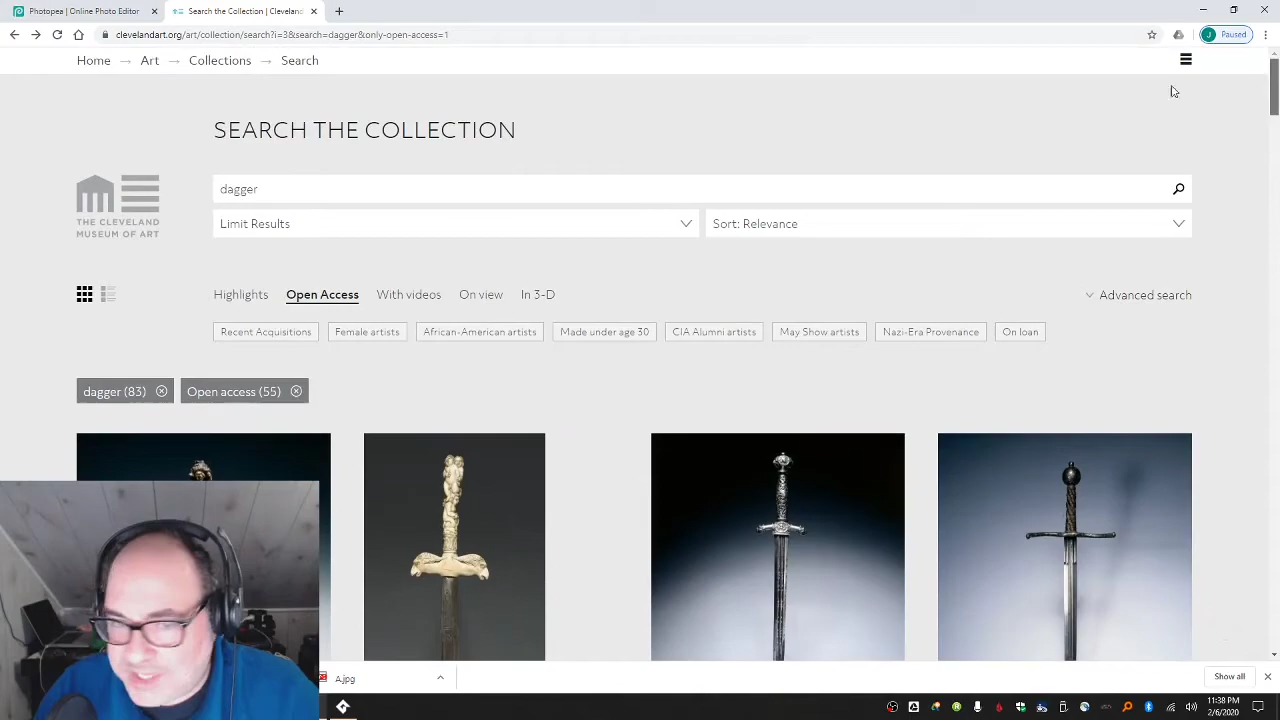 Photopea | Online Photo Editor
Search the Collection | Cleveland
clevelandart.org/art/collection/search?i=3&search=dagger&only-open-access=1
J Paused
Home → Art → Collections → Search
SEARCH THE COLLECTION
dagger
THE CLEVELAND
MUSEUM OF ART
Limit Results
Sort: Relevance
Highlights
Open Access
With videos
On view
In 3-D
Advanced search
Recent Acquisitions
Female artists
African-American artists
Made under age 30
CIA Alumni artists
May Show artists
Nazi-Era Provenance
On loan
dagger (83)
Open access (55)
A.jpg
Show all
11:38 PM
2/6/2020